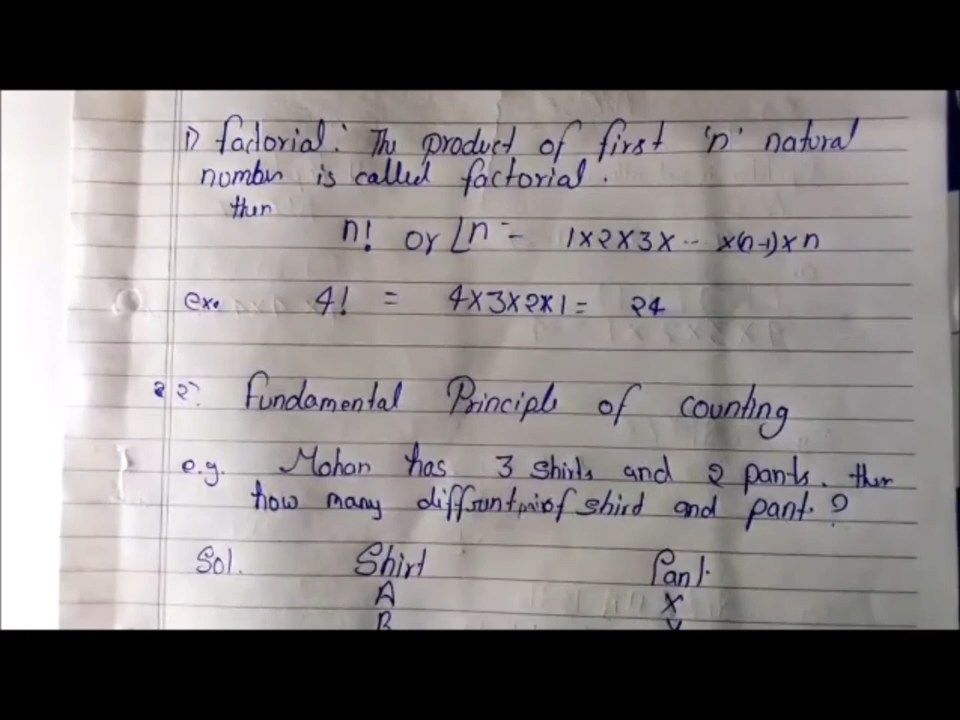 1) factorial : The product of first 'n' natural
number is called factorial.
then
n! or ∟n = 1×2×3×... ×(n-1)×n
ex. 4! = 4×3×2×1 = 24
2? Fundamental Principle of counting
e.g. Mohan has 3 shirts and 2 pants. then
how many diffrunt pair of shird and pant. ?
Sol. Shirt Pant.
A X
B Y